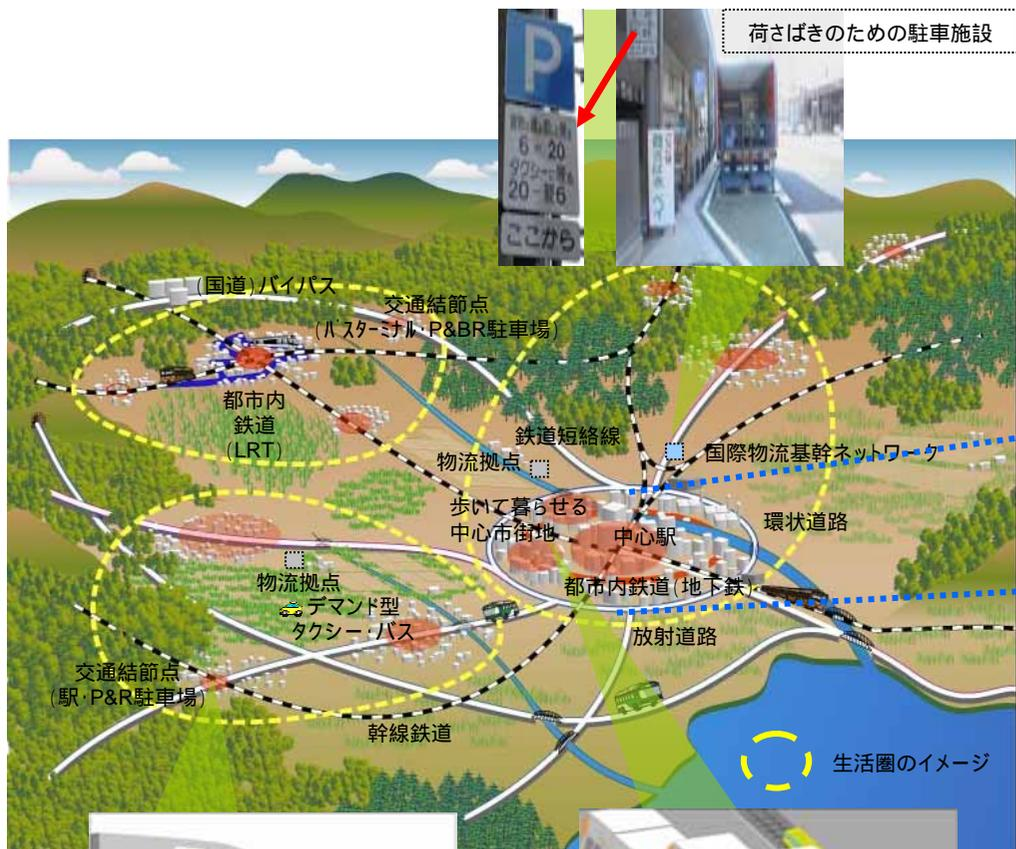 荷さばきのための駐車施設
P
6－20
タクシー
20－朝6
ここから
(国道)バイパス
交通結節点
(バスターミナル･P&BR駐車場)
都市内
鉄道
(LRT)
鉄道短絡線
物流拠点
国際物流基幹ネットワーク
歩いて暮らせる
中心市街地
中心駅
環状道路
物流拠点
都市内鉄道(地下鉄)
デマンド型
タクシー･バス
放射道路
交通結節点
(駅･P&R駐車場)
幹線鉄道
生活圏のイメージ